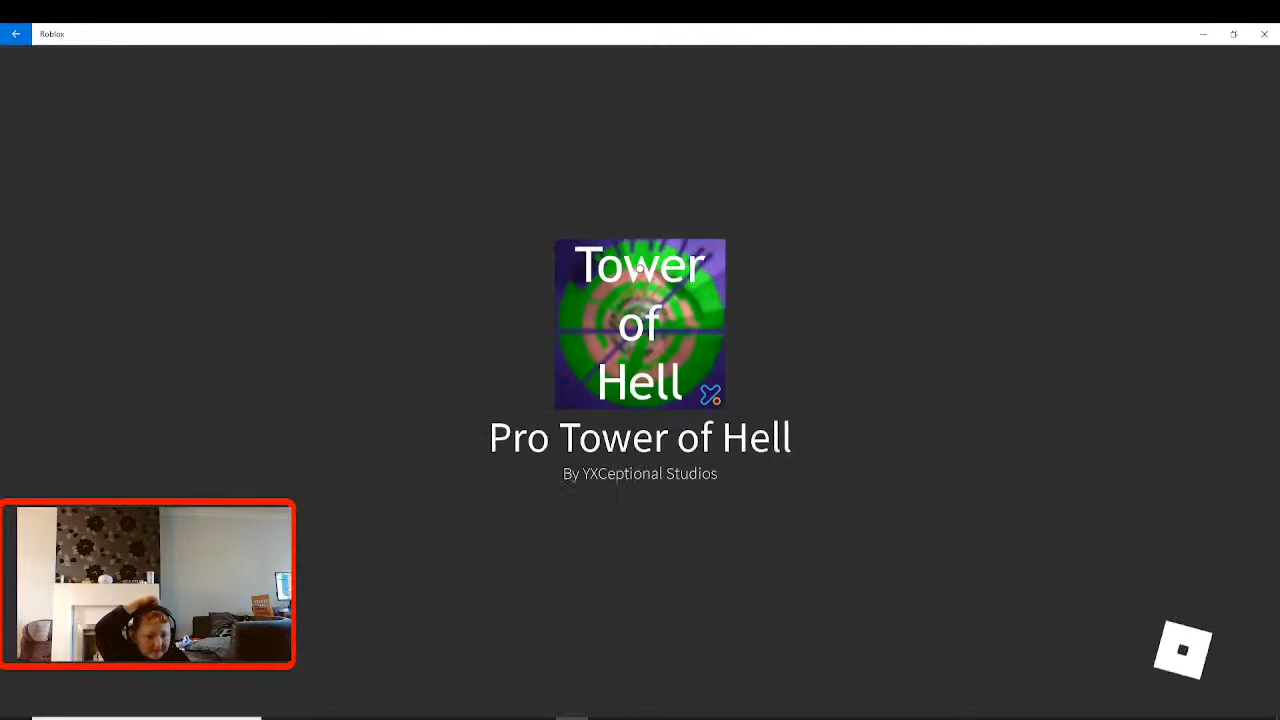 Roblox
Tower
of
Hell
Pro Tower of Hell
By YXCeptional Studios